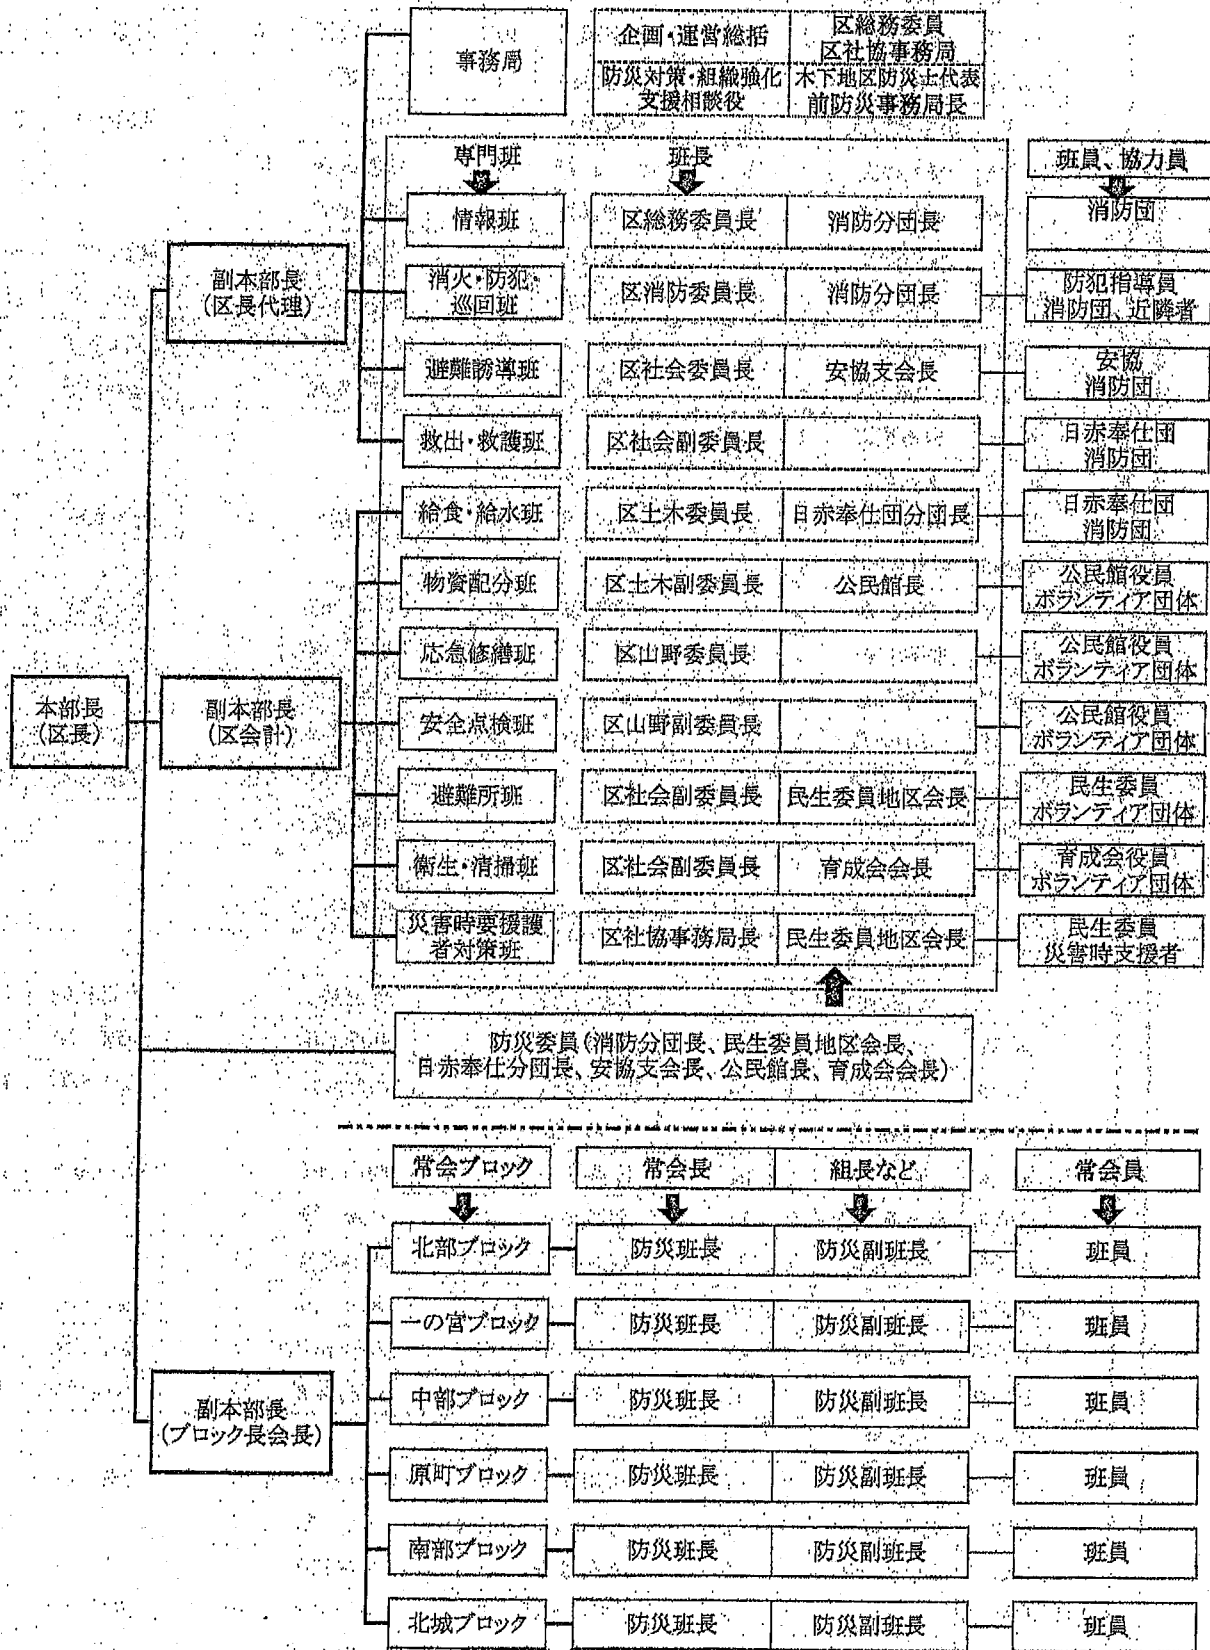 事務局
企画・運営総括
区総務委員
区社協事務局
防災対策・組織強化
支援相談役
木下地区防災士代表
前防災事務局長
専門班
班長
班員、協力員
情報班
区総務委員長
消防分団長
消防団
副本部長
(区長代理)
消火・防犯・
巡回班
区消防委員長
消防分団長
防犯指導員
消防団、近隣者
避難誘導班
区社会委員長
安協支会長
安協
消防団
救出・救護班
区社会副委員長
日赤奉仕団
消防団
給食・給水班
区土木委員長
日赤奉仕団分団長
日赤奉仕団
消防団
物資配分班
区土木副委員長
公民館長
公民館役員
ボランティア団体
応急修繕班
区山野委員長
公民館役員
ボランティア団体
本部長
(区長)
副本部長
(区会計)
安全点検班
区山野副委員長
公民館役員
ボランティア団体
避難所班
区社会副委員長
民生委員地区会長
民生委員
ボランティア団体
衛生・清掃班
区社会副委員長
育成会会長
育成会役員
ボランティア団体
災害時要援護
者対策班
区社協事務局長
民生委員地区会長
民生委員
災害時支援者
防災委員(消防分団長、民生委員地区会長、
日赤奉仕分団長、安協支会長、公民館長、育成会会長)
常会ブロック
常会長
組長など
常会員
北部ブロック
防災班長
防災副班長
班員
一の宮ブロック
防災班長
防災副班長
班員
副本部長
(ブロック長会長)
中部ブロック
防災班長
防災副班長
班員
原町ブロック
防災班長
防災副班長
班員
南部ブロック
防災班長
防災副班長
班員
北城ブロック
防災班長
防災副班長
班員